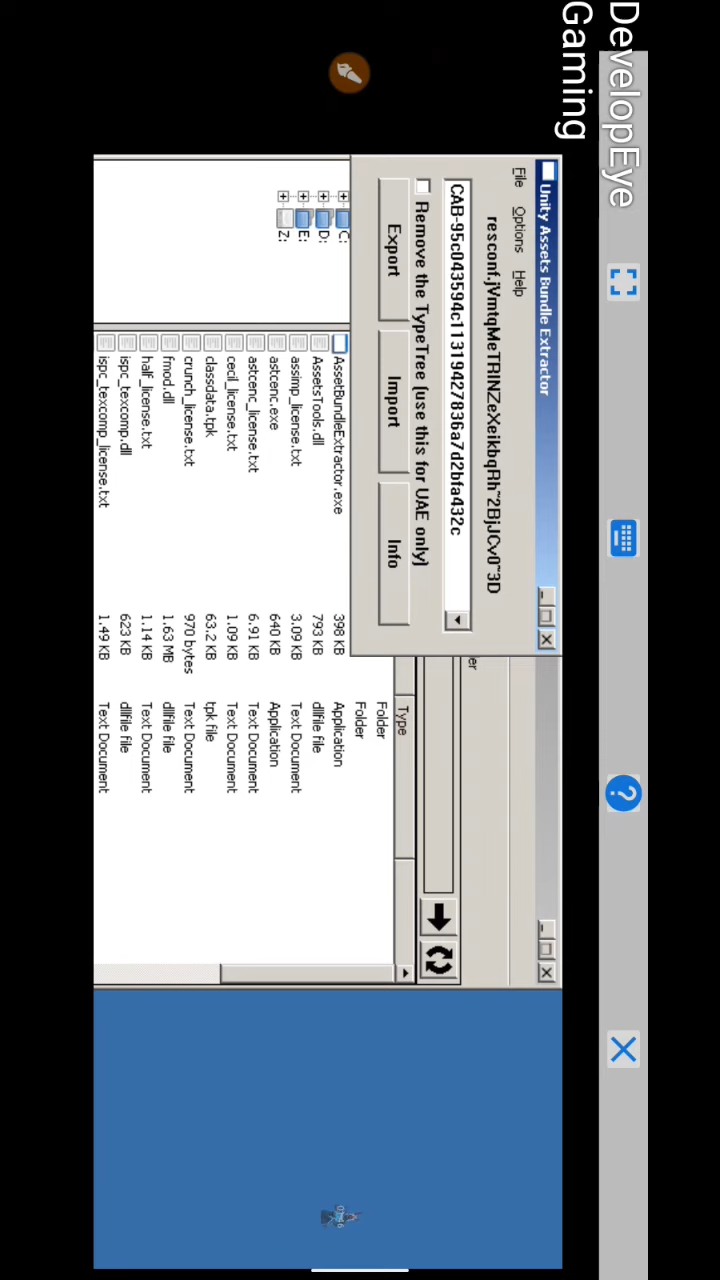 DevelopEye
Gaming
Unity Assets Bundle Extractor
File Options Help
resconf.jVmtqMeTRINZeXeikbqRh~2BjJCv0~3D
CAB-95c043594c11319427836a7d2bfa432c
Remove the TypeTree (use this for UAE only)
Export Import Info
er
Type
Folder
Folder
C:
D:
E:
Z:
AssetBundleExtractor.exe 398 KB Application
AssetsTools.dll 793 KB dllfile file
assimp_license.txt 3.09 KB Text Document
astcenc.exe 640 KB Application
astcenc_license.txt 6.91 KB Text Document
cecil_license.txt 1.09 KB Text Document
classdata.tpk 63.2 KB tpk file
crunch_license.txt 970 bytes Text Document
fmod.dll 1.63 MB dllfile file
half_license.txt 1.14 KB Text Document
ispc_texcomp.dll 623 KB dllfile file
ispc_texcomp_license.txt 1.49 KB Text Document